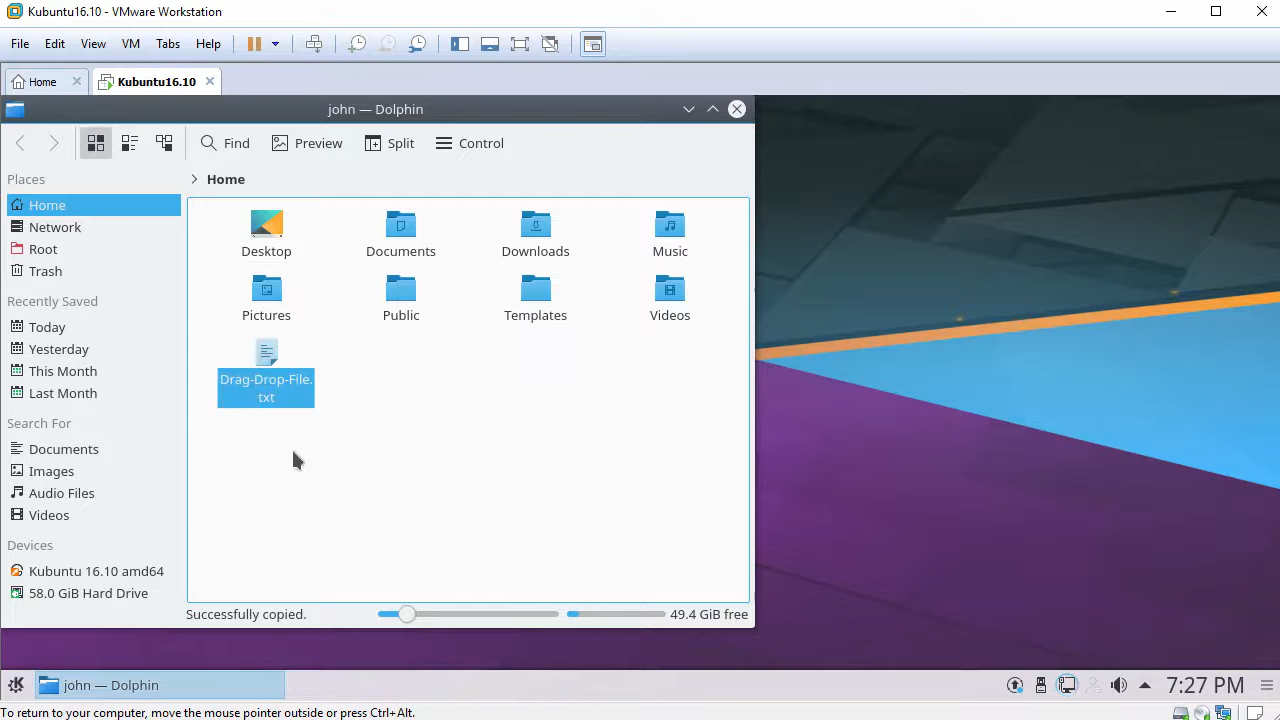 Kubuntu16.10 - VMware Workstation
File Edit View VM Tabs Help
Home Kubuntu16.10
john — Dolphin
Find Preview Split Control
Places
Home
Network
Root
Trash
Recently Saved
Today
Yesterday
This Month
Last Month
Search For
Documents
Images
Audio Files
Videos
Devices
Kubuntu 16.10 amd64
58.0 GiB Hard Drive
Home
Desktop Documents Downloads Music
Pictures Public Templates Videos
Drag-Drop-File.
txt
Successfully copied. 49.4 GiB free
john — Dolphin 7:27 PM
To return to your computer, move the mouse pointer outside or press Ctrl+Alt.